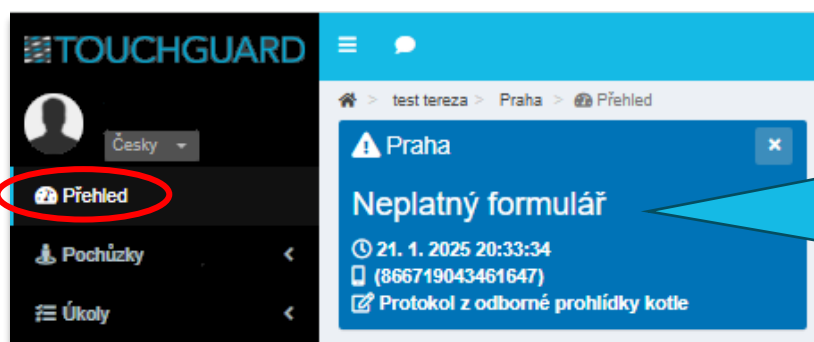 TOUCHGUARD
Česky
Přehled
Pochůzky
Úkoly
> test tereza > Praha > Přehled
Praha
Neplatný formulář
21. 1. 2025 20:33:34
(866719043461647)
Protokol z odborné prohlídky kotle